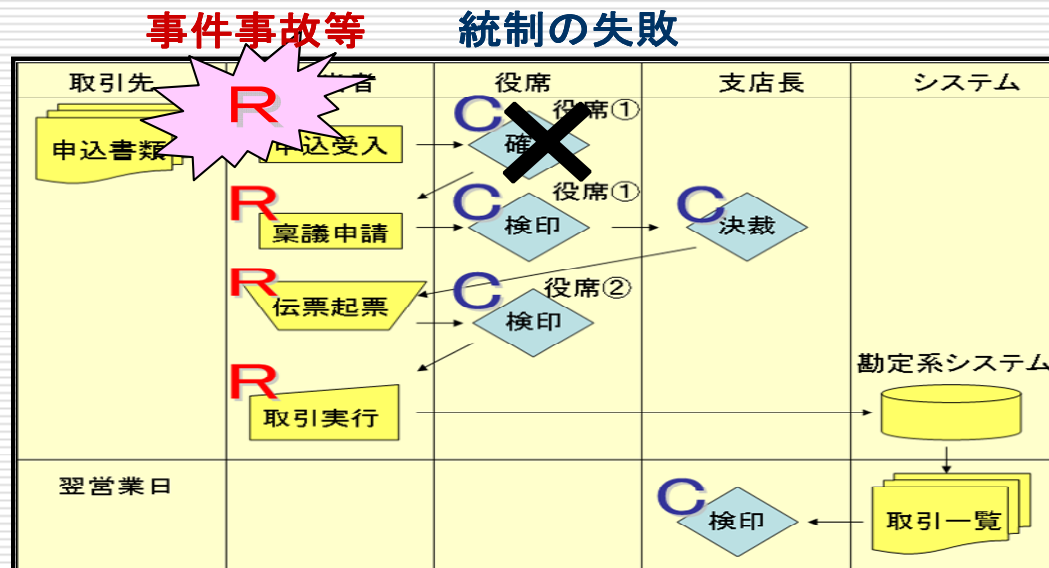 事件事故等 統制の失敗
取引先 者 役席 支店長 システム
R C 役席①
申込書類 申込受入 確
R C 役席① C
稟議申請 検印 決裁
R C 役席②
伝票起票 検印
勘定系システム
R
取引実行
翌営業日 C 検印 取引一覧